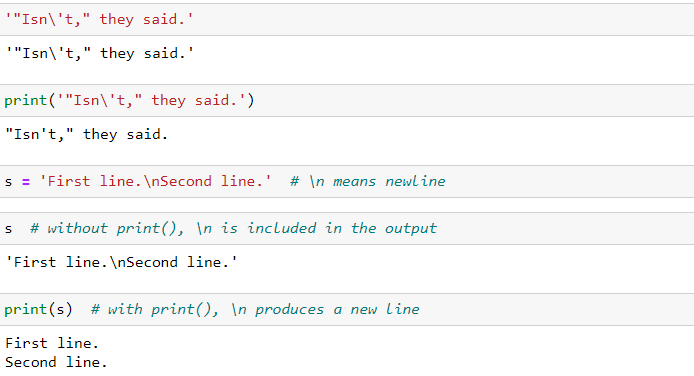 '"Isn\'t," they said.'
'"Isn\'t," they said.'
print('"Isn\'t," they said.')
"Isn't," they said.
s = 'First line.\nSecond line.'  # \n means newline
s  # without print(), \n is included in the output
'First line.\nSecond line.'
print(s)  # with print(), \n produces a new line
First line.
Second line.